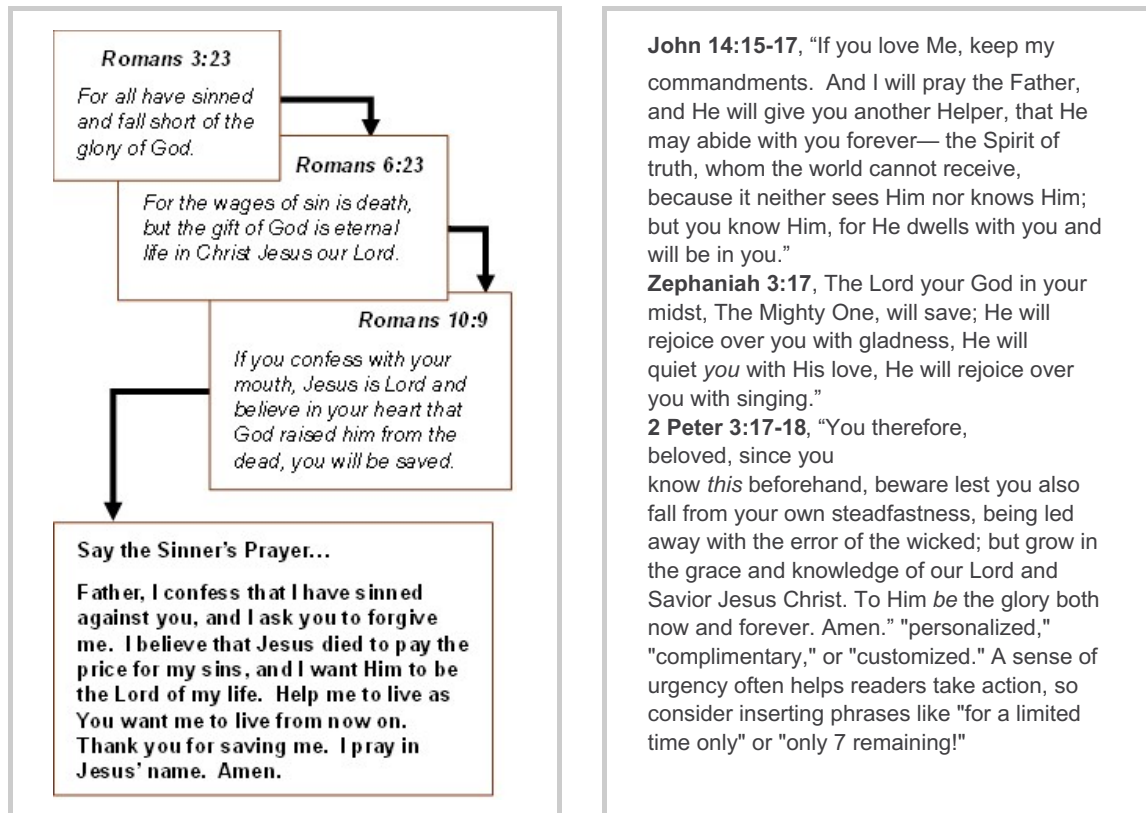 Romans 3:23
For all have sinned
and fall short of the
glory of God.
Romans 6:23
For the wages of sin is death,
but the gift of God is eternal
life in Christ Jesus our Lord.
Romans 10:9
If you confess with your
mouth, Jesus is Lord and
believe in your heart that
God raised him from the
dead, you will be saved.
Say the Sinner's Prayer...
Father, I confess that I have sinned
against you, and I ask you to forgive
me.  I believe that Jesus died to pay the
price for my sins, and I want Him to be
the Lord of my life.  Help me to live as
You want me to live from now on.
Thank you for saving me.  I pray in
Jesus' name.  Amen.
John 14:15-17, “If you love Me, keep my
commandments.  And I will pray the Father,
and He will give you another Helper, that He
may abide with you forever— the Spirit of
truth, whom the world cannot receive,
because it neither sees Him nor knows Him;
but you know Him, for He dwells with you and
will be in you.”
Zephaniah 3:17, The Lord your God in your
midst, The Mighty One, will save; He will
rejoice over you with gladness, He will
quiet you with His love, He will rejoice over
you with singing.”
2 Peter 3:17-18, “You therefore,
beloved, since you
know this beforehand, beware lest you also
fall from your own steadfastness, being led
away with the error of the wicked; but grow in
the grace and knowledge of our Lord and
Savior Jesus Christ. To Him be the glory both
now and forever. Amen.” "personalized,"
"complimentary," or "customized." A sense of
urgency often helps readers take action, so
consider inserting phrases like "for a limited
time only" or "only 7 remaining!"